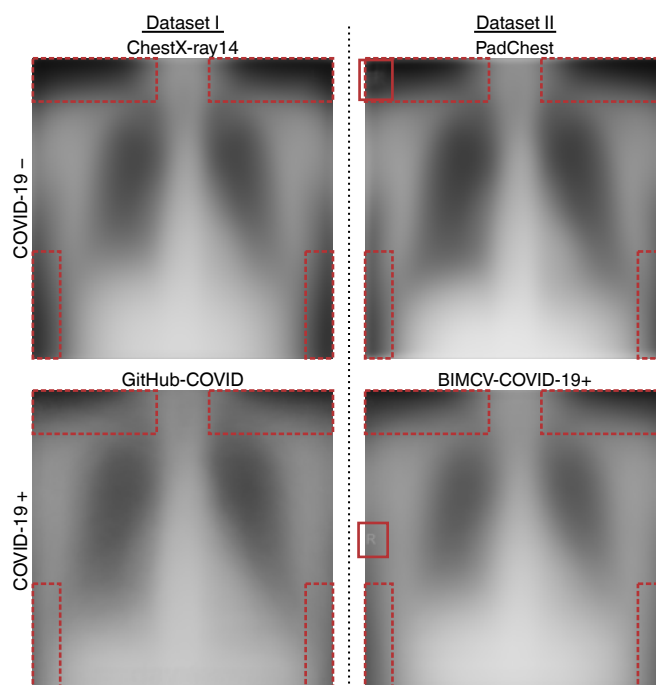 Dataset I
Dataset II
ChestX-ray14
PadChest
COVID-19 −
GitHub-COVID
BIMCV-COVID-19+
COVID-19 +
R